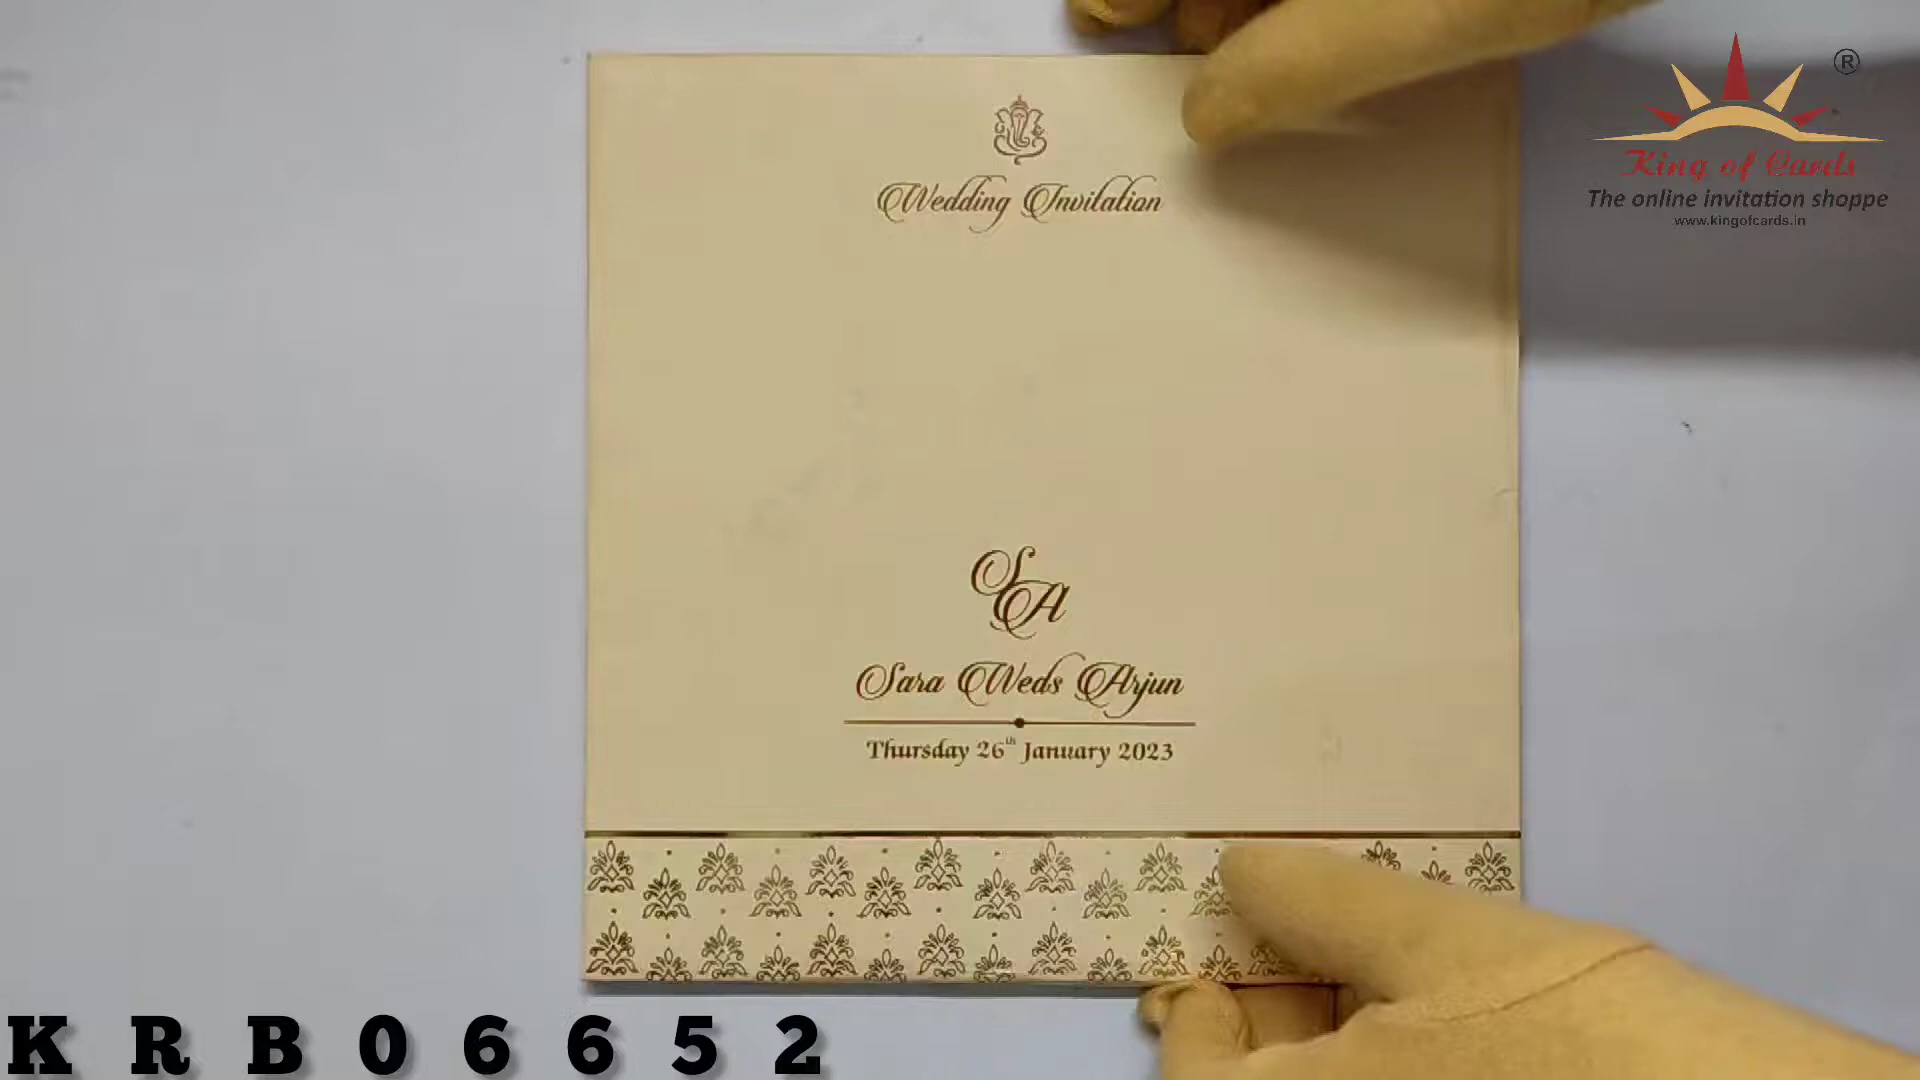 Wedding Invitation
SA
Sara Weds Arjun
Thursday 26th January 2023
®
King of Cards
The online invitation shoppe
www.kingofcards.in
KRB06652